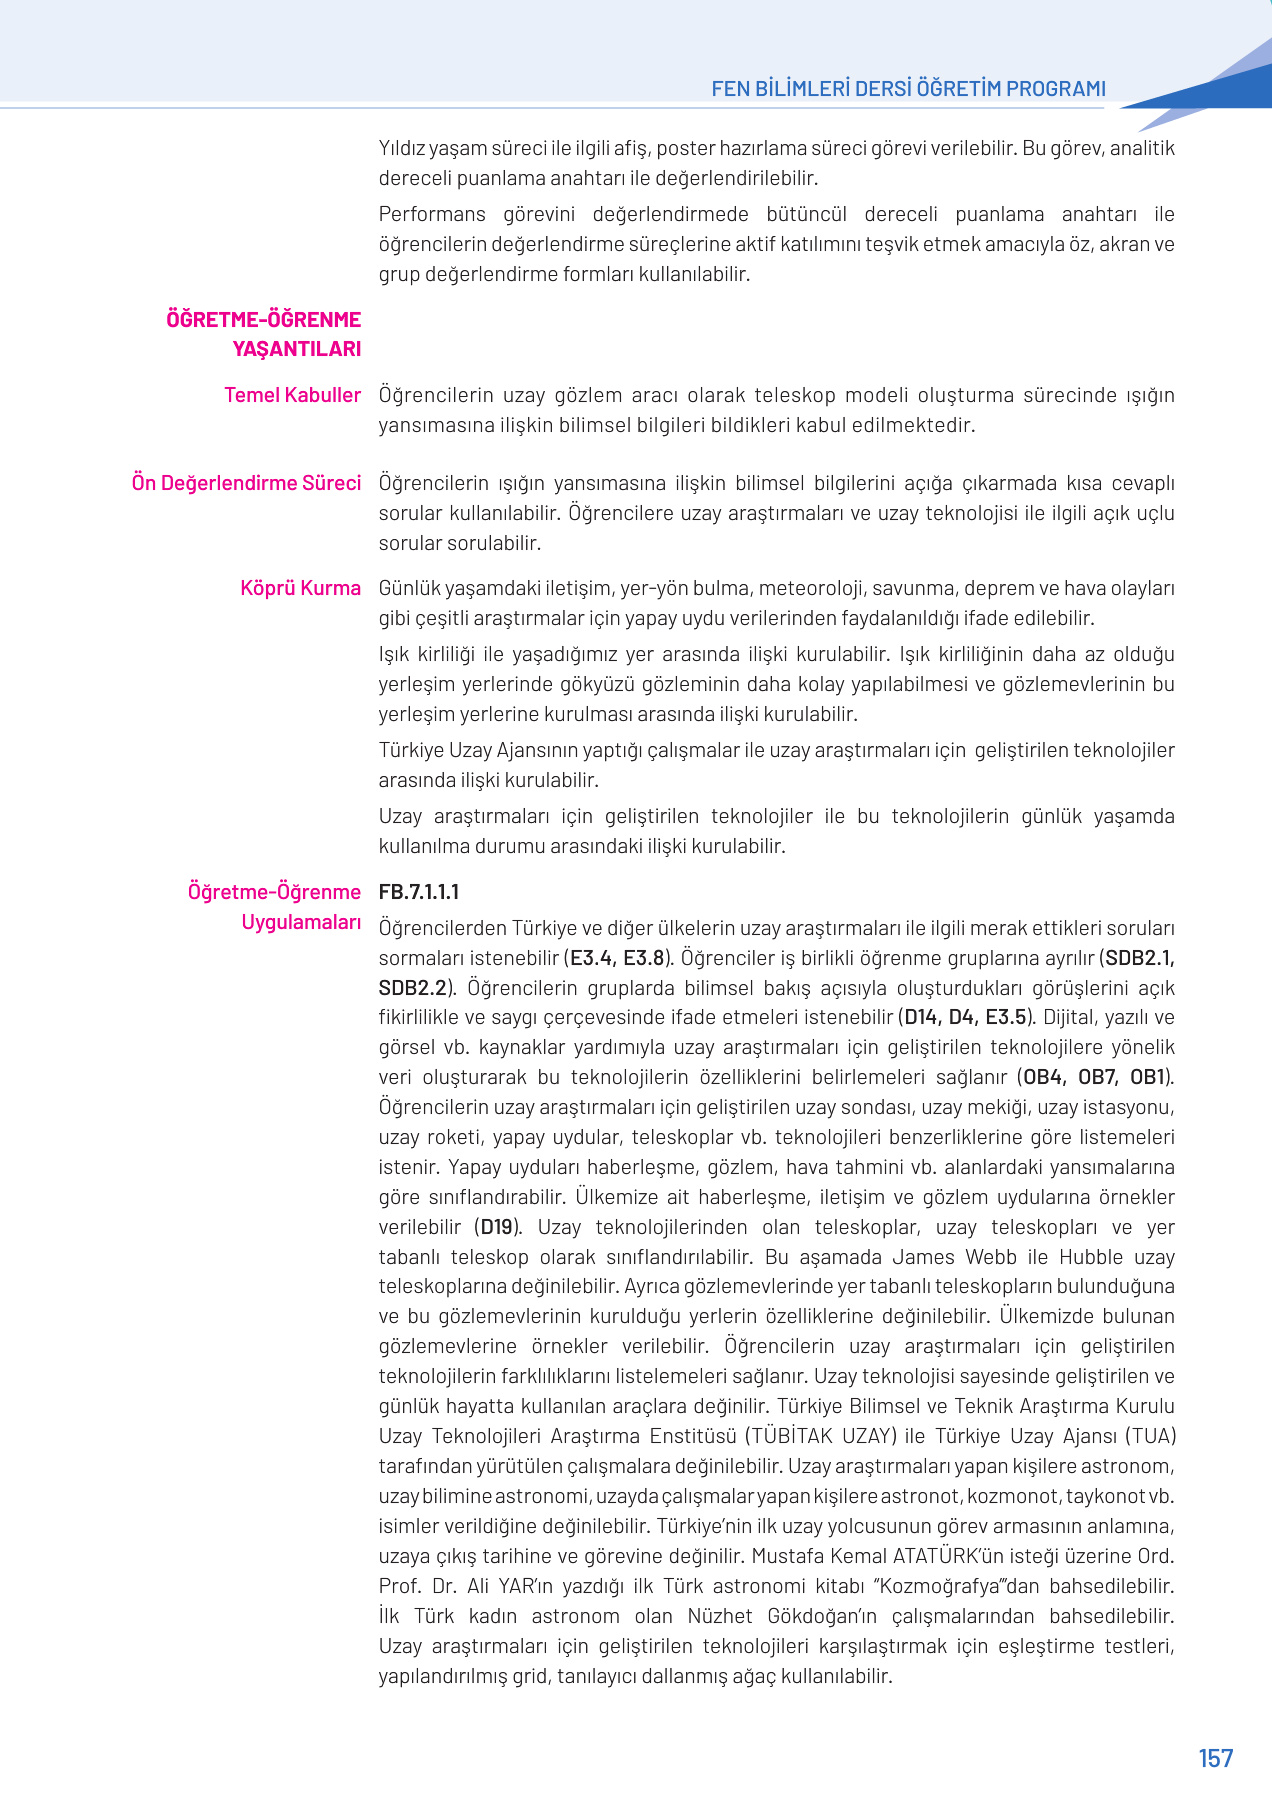 FEN BİLİMLERİ DERSİ ÖĞRETİM PROGRAMI
Yıldız yaşam süreci ile ilgili afiş, poster hazırlama süreci görevi verilebilir. Bu görev, analitik
dereceli puanlama anahtarı ile değerlendirilebilir.
Performans görevini değerlendirmede bütüncül dereceli puanlama anahtarı ile
öğrencilerin değerlendirme süreçlerine aktif katılımını teşvik etmek amacıyla öz, akran ve
grup değerlendirme formları kullanılabilir.
ÖĞRETME-ÖĞRENME
YAŞANTILARI
Temel Kabuller
Öğrencilerin uzay gözlem aracı olarak teleskop modeli oluşturma sürecinde ışığın
yansımasına ilişkin bilimsel bilgileri bildikleri kabul edilmektedir.
Ön Değerlendirme Süreci
Öğrencilerin ışığın yansımasına ilişkin bilimsel bilgilerini açığa çıkarmada kısa cevaplı
sorular kullanılabilir. Öğrencilere uzay araştırmaları ve uzay teknolojisi ile ilgili açık uçlu
sorular sorulabilir.
Köprü Kurma
Günlük yaşamdaki iletişim, yer-yön bulma, meteoroloji, savunma, deprem ve hava olayları
gibi çeşitli araştırmalar için yapay uydu verilerinden faydalanıldığı ifade edilebilir.
Işık kirliliği ile yaşadığımız yer arasında ilişki kurulabilir. Işık kirliliğinin daha az olduğu
yerleşim yerlerinde gökyüzü gözleminin daha kolay yapılabilmesi ve gözlemevlerinin bu
yerleşim yerlerine kurulması arasında ilişki kurulabilir.
Türkiye Uzay Ajansının yaptığı çalışmalar ile uzay araştırmaları için geliştirilen teknolojiler
arasında ilişki kurulabilir.
Uzay araştırmaları için geliştirilen teknolojiler ile bu teknolojilerin günlük yaşamda
kullanılma durumu arasındaki ilişki kurulabilir.
Öğretme-Öğrenme
Uygulamaları
FB.7.1.1.1
Öğrencilerden Türkiye ve diğer ülkelerin uzay araştırmaları ile ilgili merak ettikleri soruları
sormaları istenebilir (E3.4, E3.8). Öğrenciler iş birlikli öğrenme gruplarına ayrılır (SDB2.1,
SDB2.2). Öğrencilerin gruplarda bilimsel bakış açısıyla oluşturdukları görüşlerini açık
fikirlilikle ve saygı çerçevesinde ifade etmeleri istenebilir (D14, D4, E3.5). Dijital, yazılı ve
görsel vb. kaynaklar yardımıyla uzay araştırmaları için geliştirilen teknolojilere yönelik
veri oluşturarak bu teknolojilerin özelliklerini belirlemeleri sağlanır (OB4, OB7, OB1).
Öğrencilerin uzay araştırmaları için geliştirilen uzay sondası, uzay mekiği, uzay istasyonu,
uzay roketi, yapay uydular, teleskoplar vb. teknolojileri benzerliklerine göre listemeleri
istenir. Yapay uyduları haberleşme, gözlem, hava tahmini vb. alanlardaki yansımalarına
göre sınıflandırabilir. Ülkemize ait haberleşme, iletişim ve gözlem uydularına örnekler
verilebilir (D19). Uzay teknolojilerinden olan teleskoplar, uzay teleskopları ve yer
tabanlı teleskop olarak sınıflandırılabilir. Bu aşamada James Webb ile Hubble uzay
teleskoplarına değinilebilir. Ayrıca gözlemevlerinde yer tabanlı teleskopların bulunduğuna
ve bu gözlemevlerinin kurulduğu yerlerin özelliklerine değinilebilir. Ülkemizde bulunan
gözlemevlerine örnekler verilebilir. Öğrencilerin uzay araştırmaları için geliştirilen
teknolojilerin farklılıklarını listelemeleri sağlanır. Uzay teknolojisi sayesinde geliştirilen ve
günlük hayatta kullanılan araçlara değinilir. Türkiye Bilimsel ve Teknik Araştırma Kurulu
Uzay Teknolojileri Araştırma Enstitüsü (TÜBİTAK UZAY) ile Türkiye Uzay Ajansı (TUA)
tarafından yürütülen çalışmalara değinilebilir. Uzay araştırmaları yapan kişilere astronom,
uzay bilimine astronomi, uzayda çalışmalar yapan kişilere astronot, kozmonot, taykonot vb.
isimler verildiğine değinilebilir. Türkiye’nin ilk uzay yolcusunun görev armasının anlamına,
uzaya çıkış tarihine ve görevine değinilir. Mustafa Kemal ATATÜRK’ün isteği üzerine Ord.
Prof. Dr. Ali YAR’ın yazdığı ilk Türk astronomi kitabı “Kozmoğrafya”’dan bahsedilebilir.
İlk Türk kadın astronom olan Nüzhet Gökdoğan’ın çalışmalarından bahsedilebilir.
Uzay araştırmaları için geliştirilen teknolojileri karşılaştırmak için eşleştirme testleri,
yapılandırılmış grid, tanılayıcı dallanmış ağaç kullanılabilir.
157